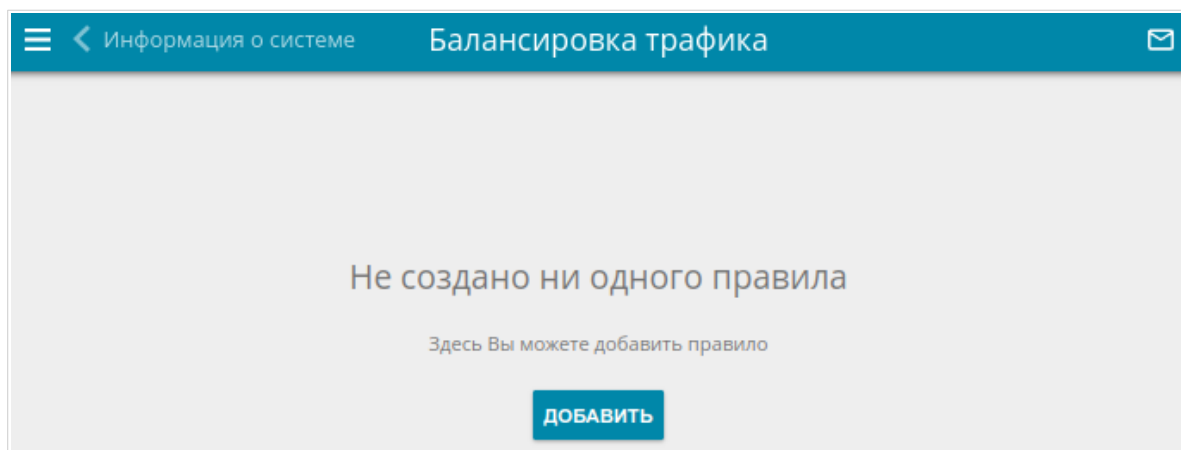 Информация о системе
Балансировка трафика
Не создано ни одного правила
Здесь Вы можете добавить правило
ДОБАВИТЬ